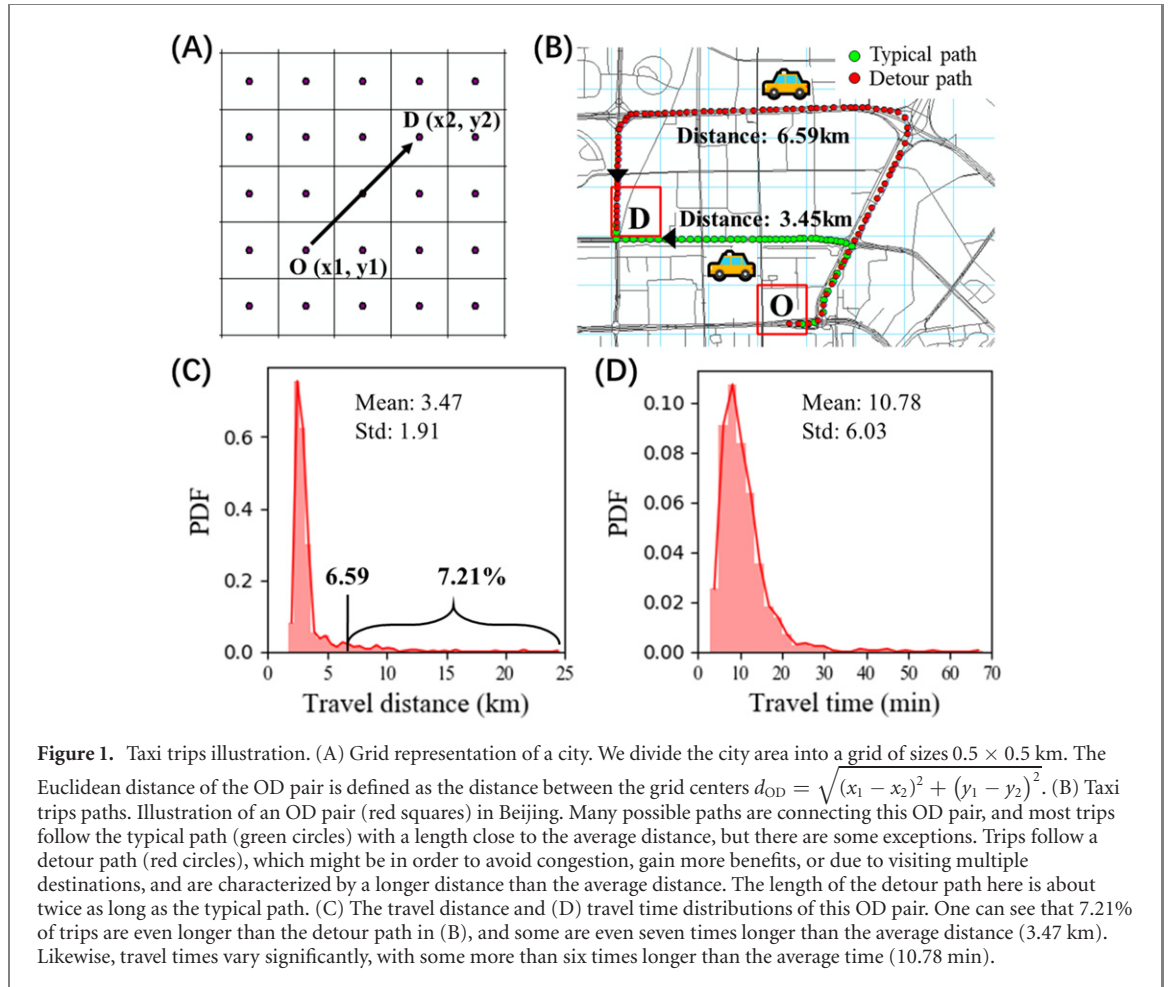 (A)
D (x2, y2)
O (x1, y1)
(B)
Typical path
Detour path
Distance: 6.59km
D
Distance: 3.45km
O
(C)
Mean: 3.47
Std: 1.91
PDF
0.6
0.4
0.2
0.0
6.59
7.21%
0
5
10
15
20
25
Travel distance (km)
(D)
Mean: 10.78
Std: 6.03
PDF
0.10
0.08
0.06
0.04
0.02
0.00
0
10
20
30
40
50
60
70
Travel time (min)
Figure 1. Taxi trips illustration. (A) Grid representation of a city. We divide the city area into a grid of sizes 0.5 × 0.5 km. The
Euclidean distance of the OD pair is defined as the distance between the grid centers d_OD = √((x₁ − x₂)² + (y₁ − y₂)²). (B) Taxi
trips paths. Illustration of an OD pair (red squares) in Beijing. Many possible paths are connecting this OD pair, and most trips
follow the typical path (green circles) with a length close to the average distance, but there are some exceptions. Trips follow a
detour path (red circles), which might be in order to avoid congestion, gain more benefits, or due to visiting multiple
destinations, and are characterized by a longer distance than the average distance. The length of the detour path here is about
twice as long as the typical path. (C) The travel distance and (D) travel time distributions of this OD pair. One can see that 7.21%
of trips are even longer than the detour path in (B), and some are even seven times longer than the average distance (3.47 km).
Likewise, travel times vary significantly, with some more than six times longer than the average time (10.78 min).